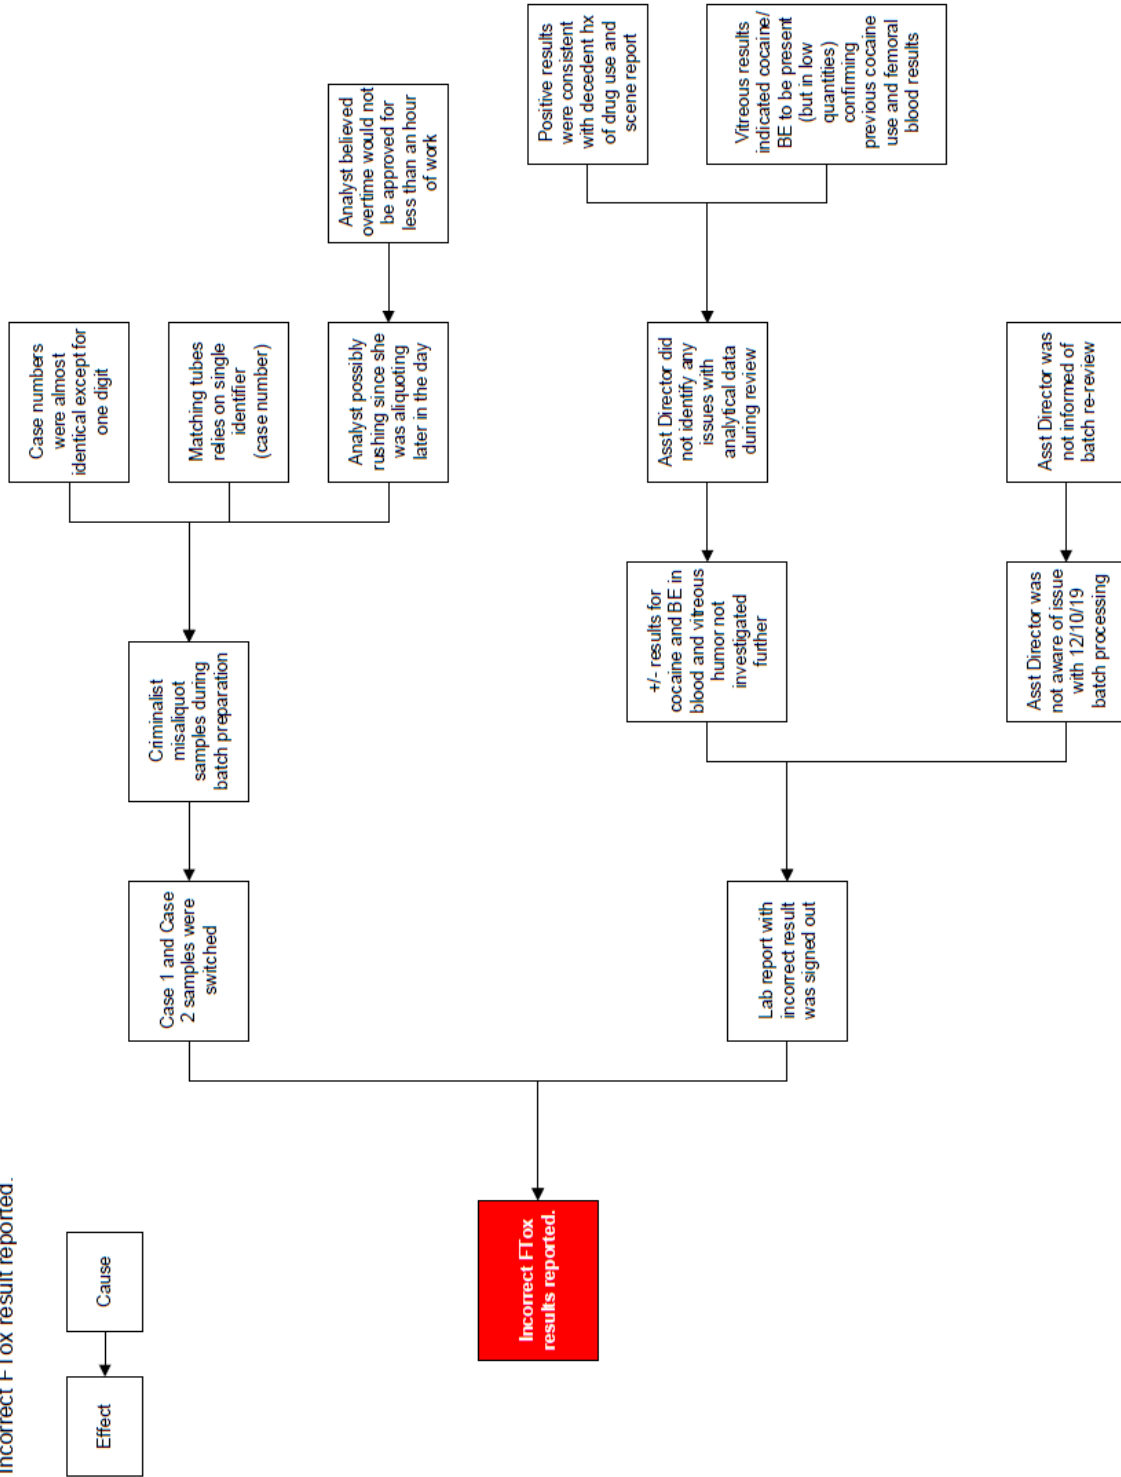 Incorrect FTox result reported.
Effect
Cause
Incorrect FTox
results reported.
Case 1 and Case
2 samples were
switched
Criminalist
misaliquot
samples during
batch preparation
Case numbers
were almost
identical except for
one digit
Matching tubes
relies on single
identifier
(case number)
Analyst possibly
rushing since she
was aliquoting
later in the day
Analyst believed
overtime would not
be approved for
less than an hour
of work
Lab report with
incorrect result
was signed out
+/- results for
cocaine and BE in
blood and vitreous
humor not
investigated
further
Asst Director did
not identify any
issues with
analytical data
during review
Positive results
were consistent
with decedent hx
of drug use and
scene report
Vitreous results
indicated cocaine/
BE to be present
(but in low
quantities)
confirming
previous cocaine
use and femoral
blood results
Asst Director was
not aware of issue
with 12/10/19
batch processing
Asst Director was
not informed of
batch re-review